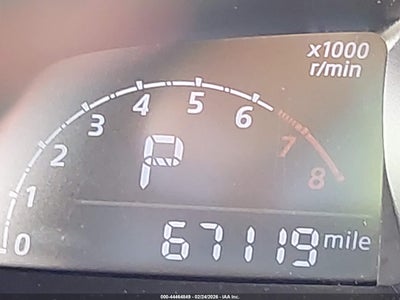 x1000
r/min
0 1 2 3 4 5 6 7 8
P
67119 mile
000-44464849 - 02/24/2026 - IAA Inc.